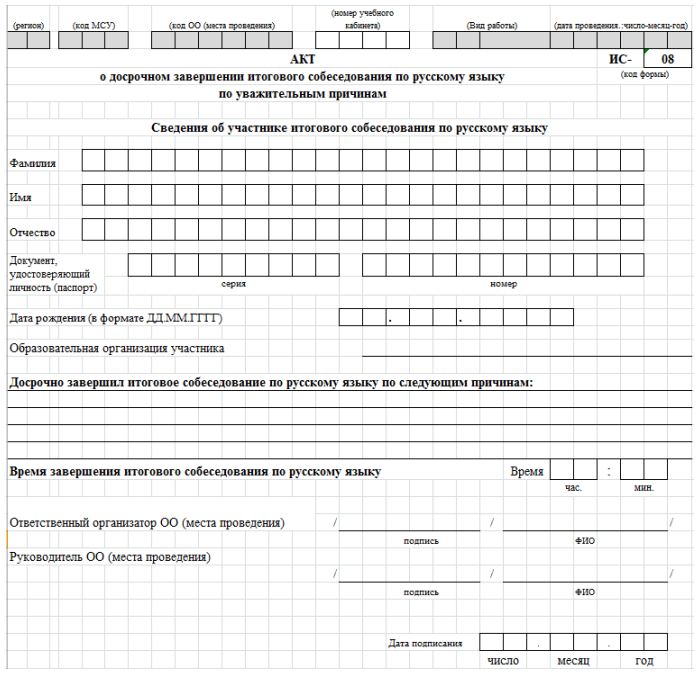 (номер учебного
(регион) (код МСУ) (код ОО (места проведения) кабинета) (Вид работы) (дата проведения.:число-месяц-год)
АКТ ИС- 08
о досрочном завершении итогового собеседования по русскому языку (код формы)
по уважительным причинам
Сведения об участнике итогового собеседования по русскому языку
Фамилия
Имя
Отчество
Документ,
удостоверяющий
личность (паспорт) серия номер
Дата рождения (в формате ДД.ММ.ГГГГ) . .
Образовательная организация участника
Досрочно завершил итоговое собеседование по русскому языку по следующим причинам:
Время завершения итогового собеседования по русскому языку Время :
час. мин.
Ответственный организатор ОО (места проведения) / / /
подпись ФИО
Руководитель ОО (места проведения)
/ / /
подпись ФИО
Дата подписания . .
число месяц год